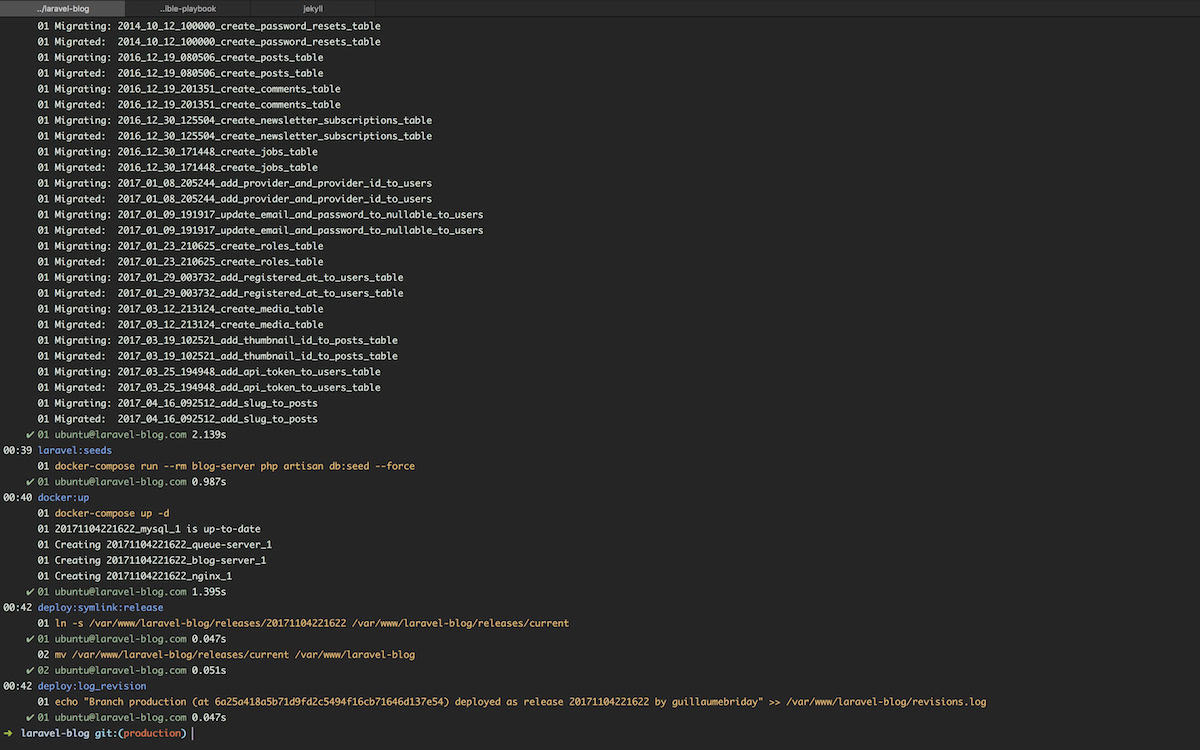 ../laravel-blog ..ible-playbook jekyll
01 Migrating: 2014_10_12_100000_create_password_resets_table
01 Migrated:  2014_10_12_100000_create_password_resets_table
01 Migrating: 2016_12_19_080506_create_posts_table
01 Migrated:  2016_12_19_080506_create_posts_table
01 Migrating: 2016_12_19_201351_create_comments_table
01 Migrated:  2016_12_19_201351_create_comments_table
01 Migrating: 2016_12_30_125504_create_newsletter_subscriptions_table
01 Migrated:  2016_12_30_125504_create_newsletter_subscriptions_table
01 Migrating: 2016_12_30_171448_create_jobs_table
01 Migrated:  2016_12_30_171448_create_jobs_table
01 Migrating: 2017_01_08_205244_add_provider_and_provider_id_to_users
01 Migrated:  2017_01_08_205244_add_provider_and_provider_id_to_users
01 Migrating: 2017_01_09_191917_update_email_and_password_to_nullable_to_users
01 Migrated:  2017_01_09_191917_update_email_and_password_to_nullable_to_users
01 Migrating: 2017_01_23_210625_create_roles_table
01 Migrated:  2017_01_23_210625_create_roles_table
01 Migrating: 2017_01_29_003732_add_registered_at_to_users_table
01 Migrated:  2017_01_29_003732_add_registered_at_to_users_table
01 Migrating: 2017_03_12_213124_create_media_table
01 Migrated:  2017_03_12_213124_create_media_table
01 Migrating: 2017_03_19_102521_add_thumbnail_id_to_posts_table
01 Migrated:  2017_03_19_102521_add_thumbnail_id_to_posts_table
01 Migrating: 2017_03_25_194948_add_api_token_to_users_table
01 Migrated:  2017_03_25_194948_add_api_token_to_users_table
01 Migrating: 2017_04_16_092512_add_slug_to_posts
01 Migrated:  2017_04_16_092512_add_slug_to_posts
✔ 01 ubuntu@laravel-blog.com 2.139s
00:39 laravel:seeds
01 docker-compose run --rm blog-server php artisan db:seed --force
✔ 01 ubuntu@laravel-blog.com 0.987s
00:40 docker:up
01 docker-compose up -d
01 20171104221622_mysql_1 is up-to-date
01 Creating 20171104221622_queue-server_1
01 Creating 20171104221622_blog-server_1
01 Creating 20171104221622_nginx_1
✔ 01 ubuntu@laravel-blog.com 1.395s
00:42 deploy:symlink:release
01 ln -s /var/www/laravel-blog/releases/20171104221622 /var/www/laravel-blog/releases/current
✔ 01 ubuntu@laravel-blog.com 0.047s
02 mv /var/www/laravel-blog/releases/current /var/www/laravel-blog
✔ 02 ubuntu@laravel-blog.com 0.051s
00:42 deploy:log_revision
01 echo "Branch production (at 6a25a418a5b71d9fd2c5494f16cb71646d137e54) deployed as release 20171104221622 by guillaumebriday" >> /var/www/laravel-blog/revisions.log
✔ 01 ubuntu@laravel-blog.com 0.047s
➜ laravel-blog git:(production)